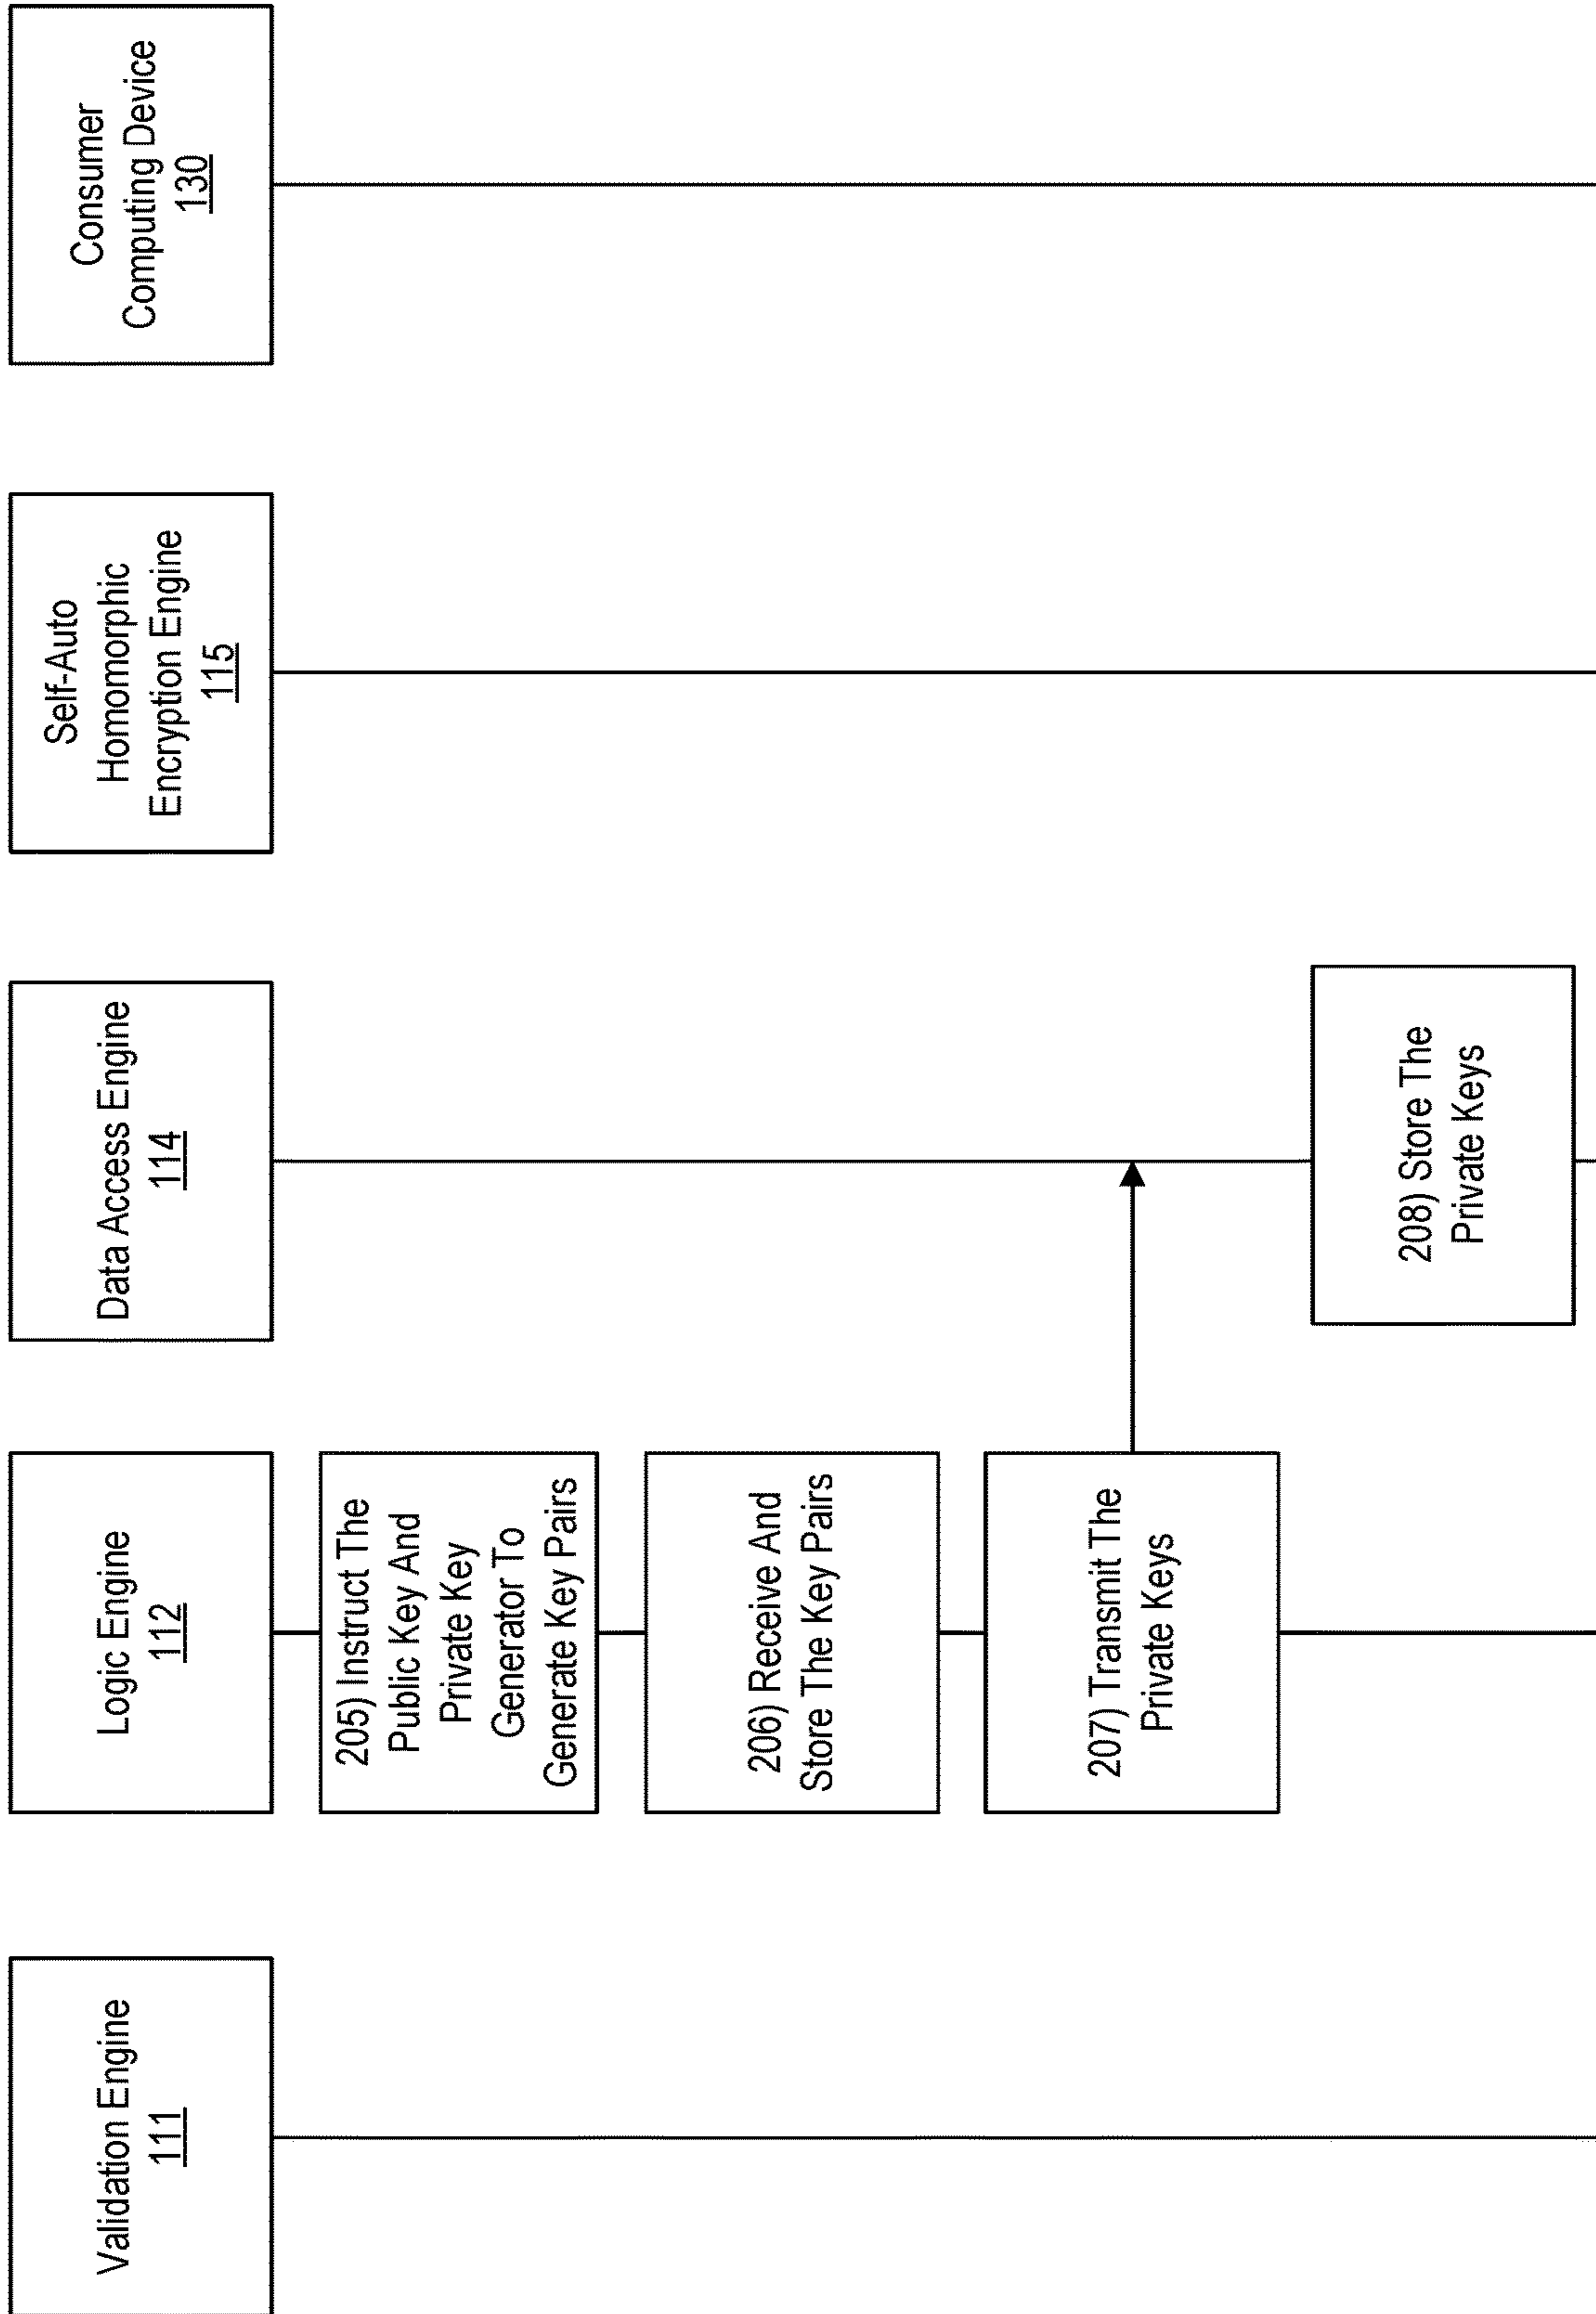 Validation Engine
111
Logic Engine
112
Data Access Engine
114
Self-Auto
Homomorphic
Encryption Engine
115
Consumer
Computing Device
130
205) Instruct The
Public Key And
Private Key
Generator To
Generate Key Pairs
206) Receive And
Store The Key Pairs
207) Transmit The
Private Keys
208) Store The
Private Keys